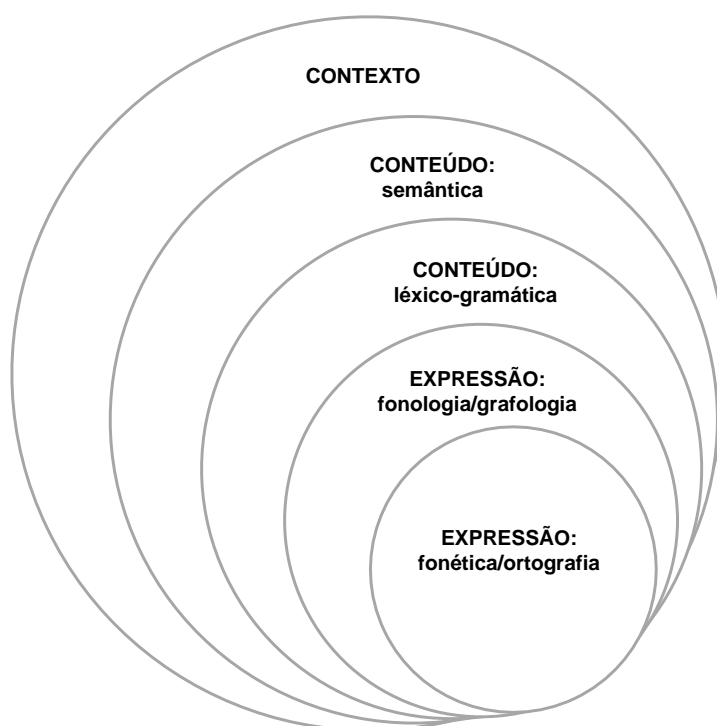 CONTEXTO
CONTEÚDO:
semântica
CONTEÚDO:
léxico-gramática
EXPRESSÃO:
fonologia/grafologia
EXPRESSÃO:
fonética/ortografia